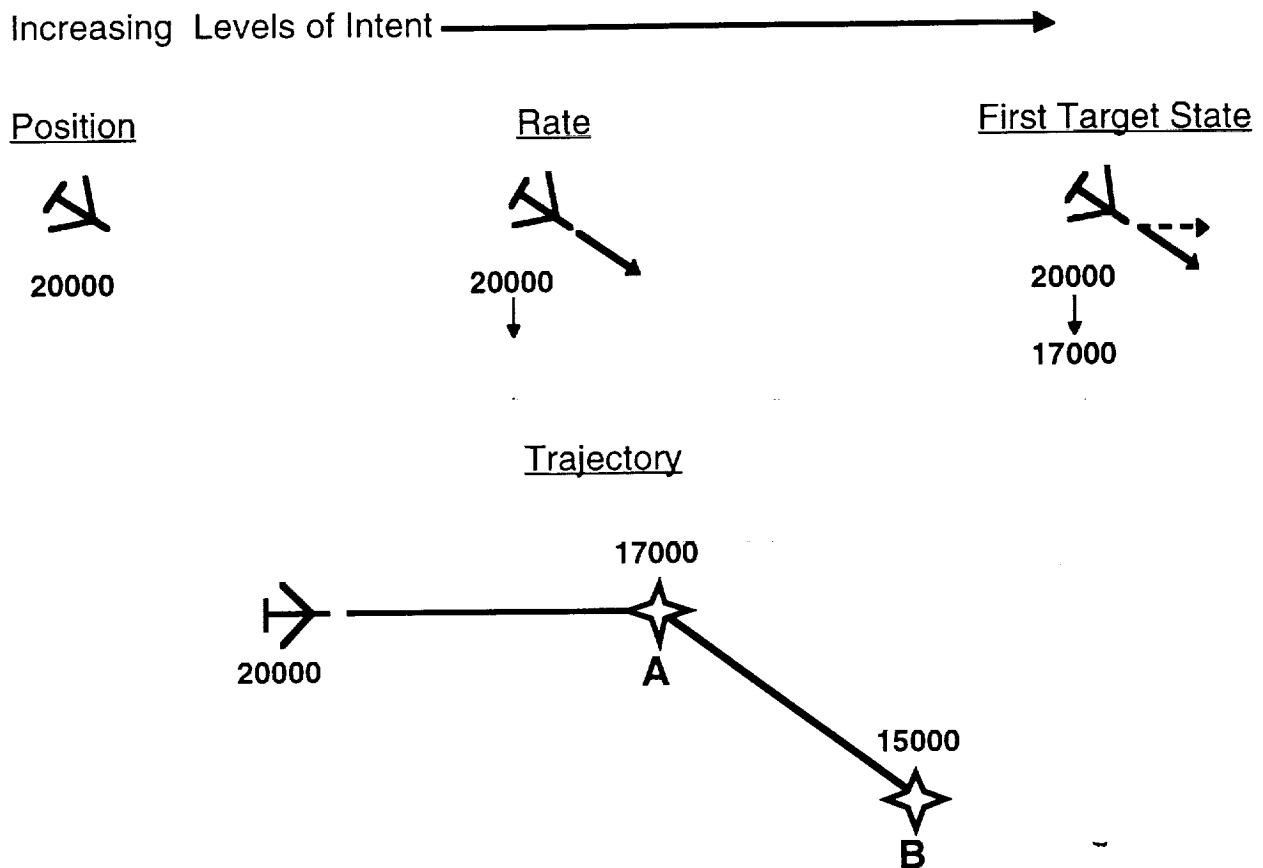 Increasing Levels of Intent
Position
Rate
First Target State
20000
20000
20000
17000
Trajectory
17000
20000
A
15000
B